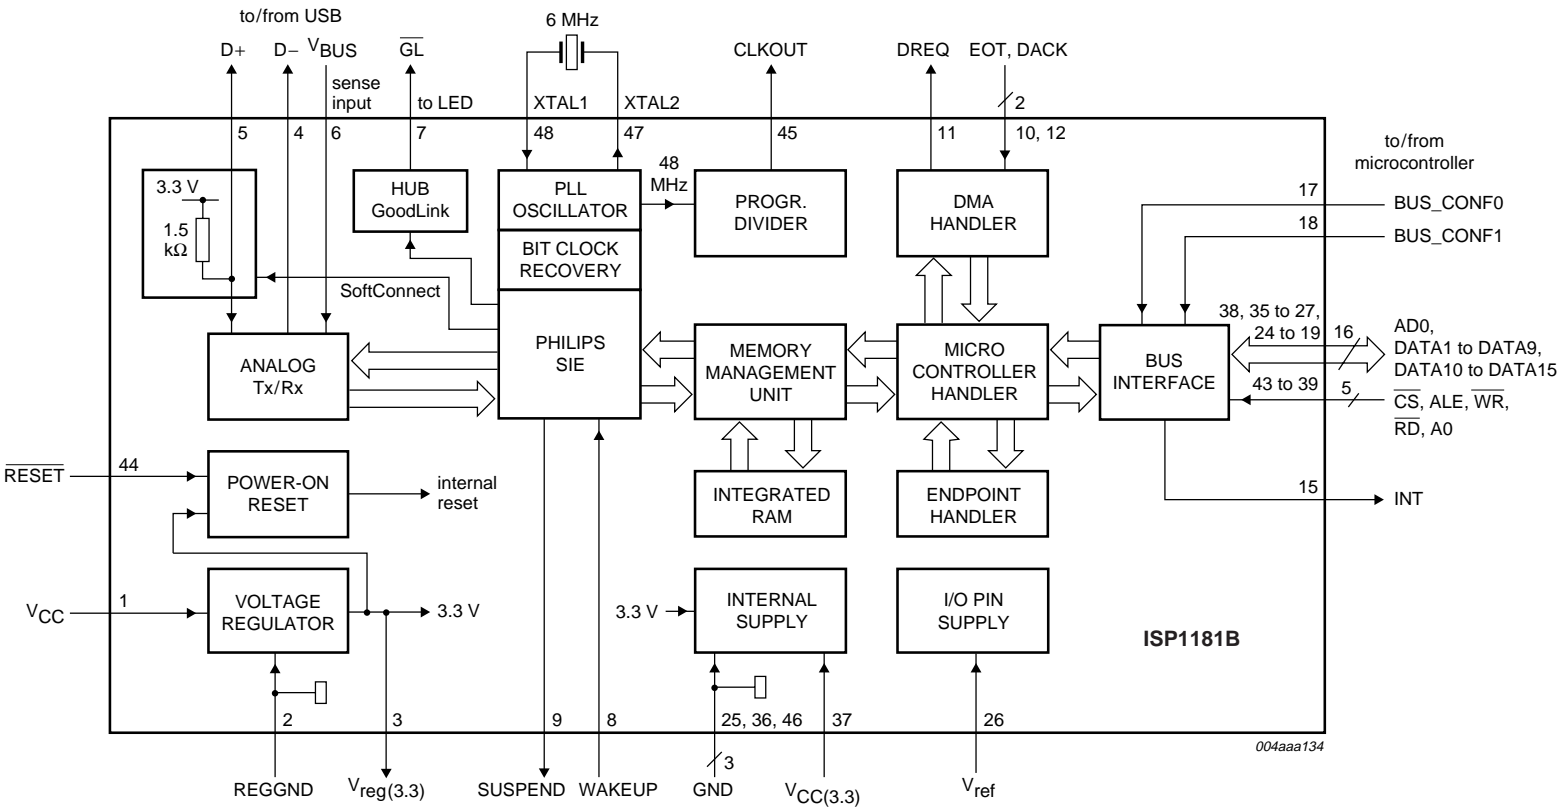 to/from USB
D+
D−
VBUS
sense
input
GL
to LED
6 MHz
XTAL1
XTAL2
CLKOUT
DREQ
EOT, DACK
2
5
4
6
7
48
47
45
11
10, 12
to/from
microcontroller
3.3 V
1.5
kΩ
HUB
GoodLink
PLL
OSCILLATOR
48
MHz
PROGR.
DIVIDER
DMA
HANDLER
17
BUS_CONF0
18
BUS_CONF1
BIT CLOCK
RECOVERY
SoftConnect
ANALOG
Tx/Rx
PHILIPS
SIE
MEMORY
MANAGEMENT
UNIT
MICRO
CONTROLLER
HANDLER
BUS
INTERFACE
38, 35 to 27,
24 to 19
16
AD0,
DATA1 to DATA9,
DATA10 to DATA15
43 to 39
5
CS, ALE, WR,
RD, A0
RESET
44
POWER-ON
RESET
internal
reset
INTEGRATED
RAM
ENDPOINT
HANDLER
15
INT
VCC
1
VOLTAGE
REGULATOR
3.3 V
3.3 V
INTERNAL
SUPPLY
I/O PIN
SUPPLY
ISP1181B
2
3
9
8
25, 36, 46
37
26
3
004aaa134
REGGND
Vreg(3.3)
SUSPEND
WAKEUP
GND
VCC(3.3)
Vref